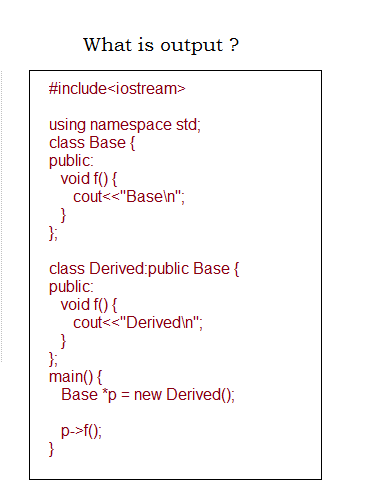 What is output ?
#include<iostream>
using namespace std;
class Base {
public:
void f() {
cout<<"Base\n";
}
};
class Derived:public Base {
public:
void f() {
cout<<"Derived\n";
}
};
main() {
Base *p = new Derived();
p->f();
}